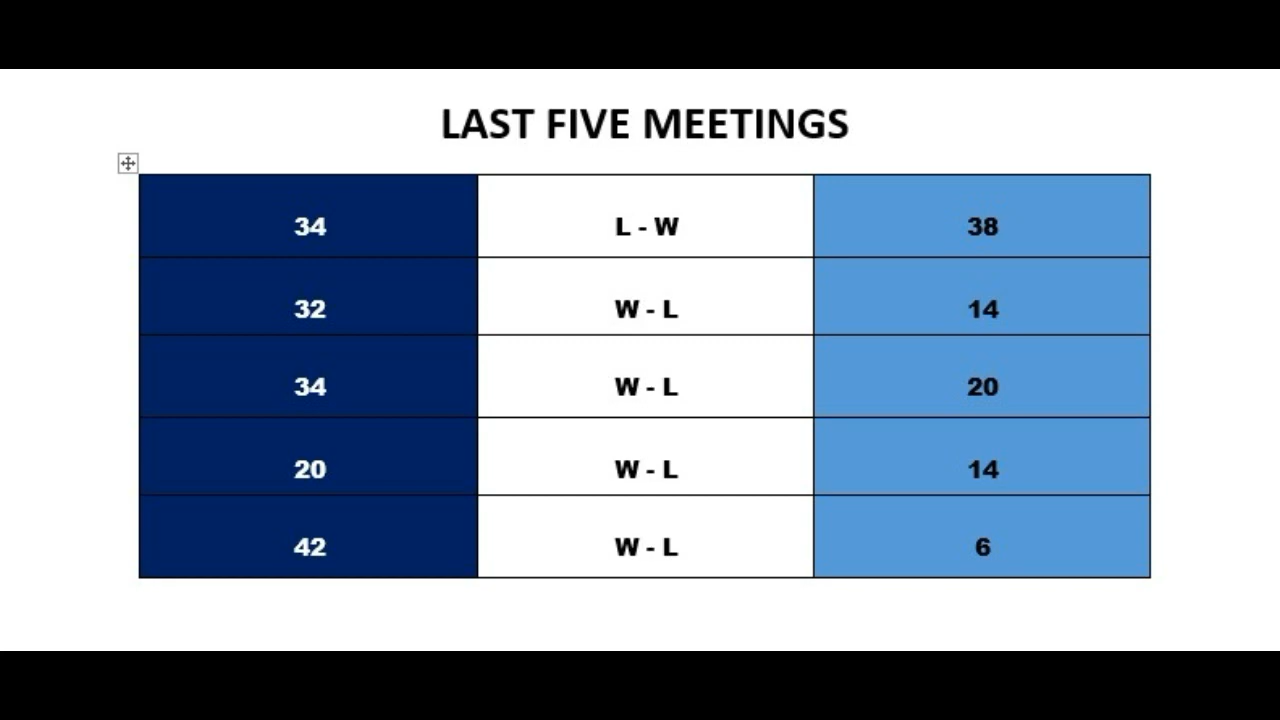 LAST FIVE MEETINGS
34 L - W 38
32 W - L 14
34 W - L 20
20 W - L 14
42 W - L 6